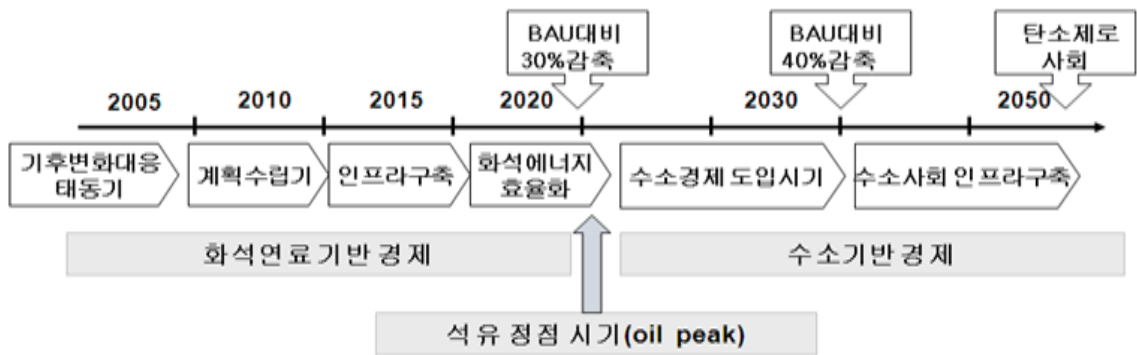 BAU대비
30%감축
BAU대비
40%감축
탄소제로
사회
2005 2010 2015 2020 2030 2050
기후변화대응
태동기
계획수립기
인프라구축
화석에너지
효율화
수소경제 도입시기
수소사회 인프라구축
화석연료기반경제
수소기반경제
석유 정점 시기(oil peak)